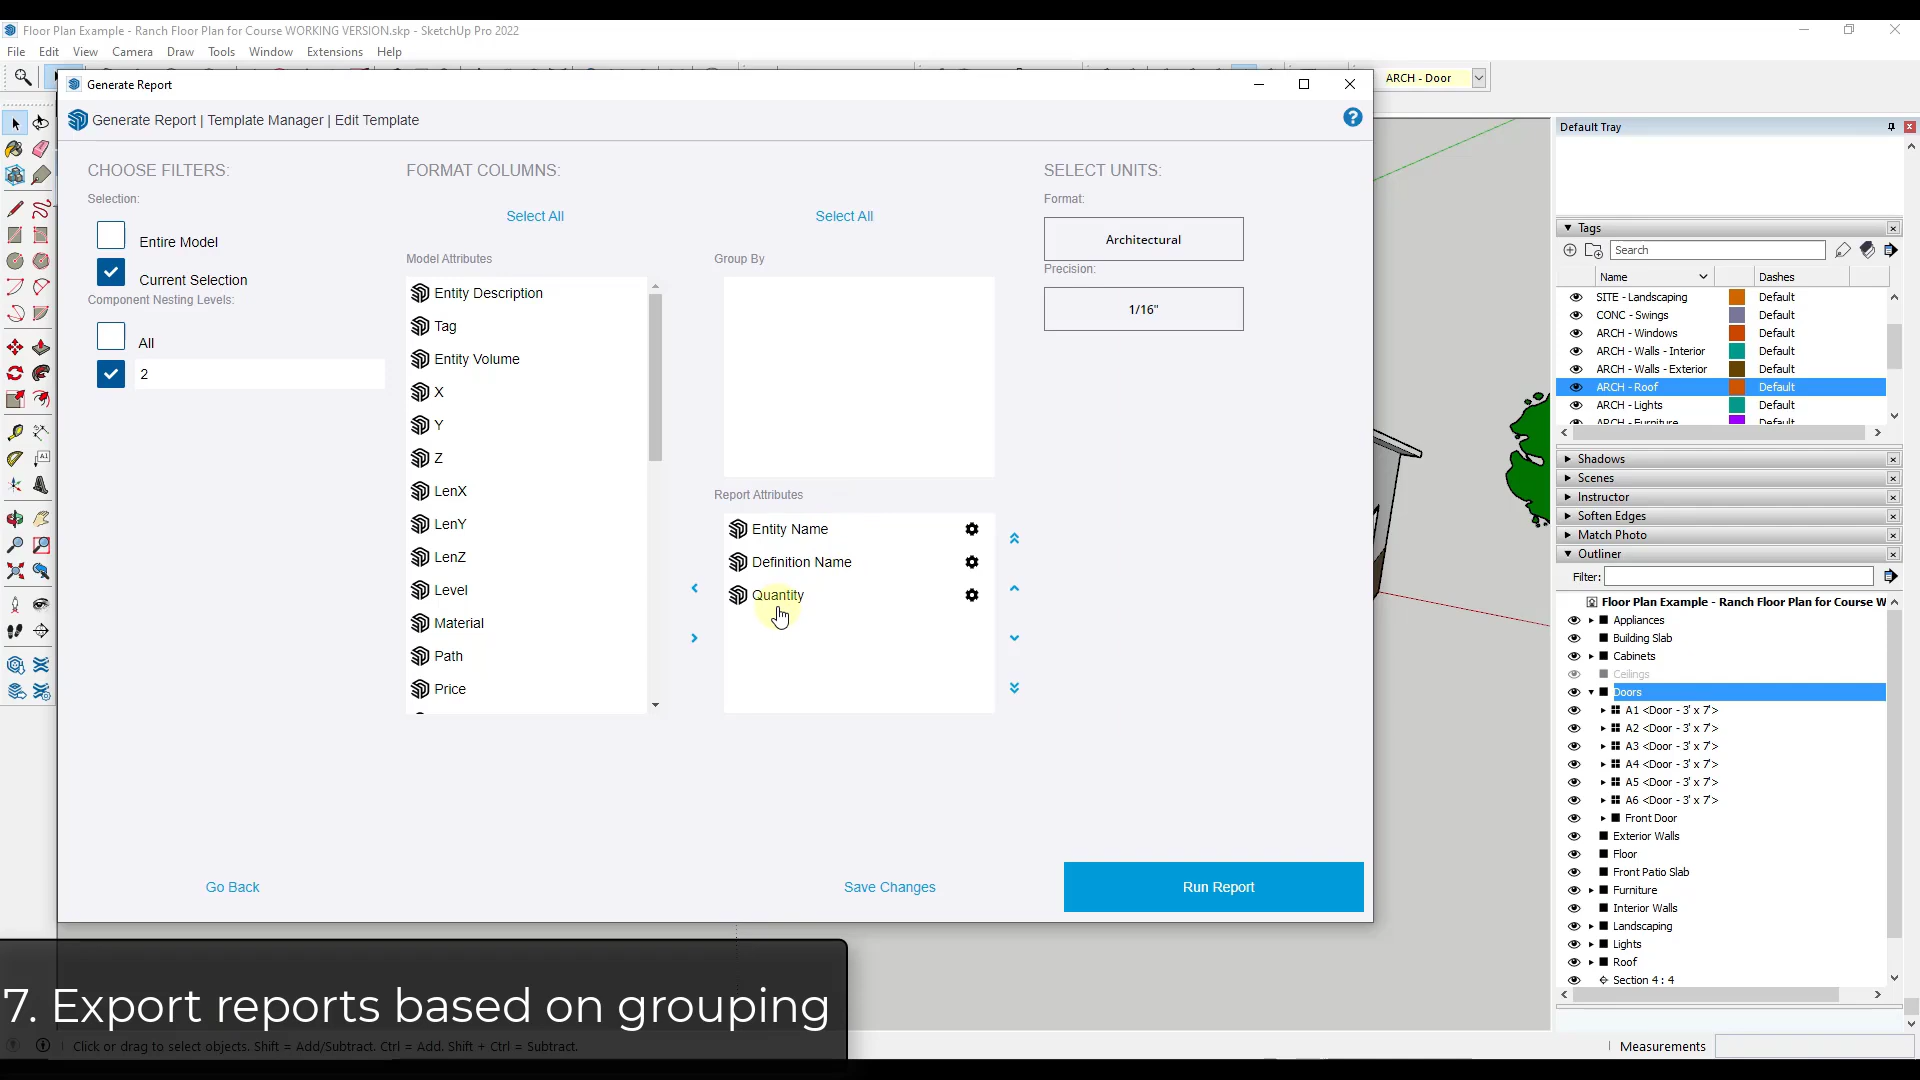 Floor Plan Example - Ranch Floor Plan for Course WORKING VERSION.skp - SketchUp Pro 2022
File Edit View Camera Draw Tools Window Extensions Help
Generate Report
ARCH - Door
Generate Report | Template Manager | Edit Template
?
Default Tray
CHOOSE FILTERS:
Selection:
Entire Model
Current Selection
Component Nesting Levels:
All
2
FORMAT COLUMNS:
Select All
Model Attributes
Entity Description
Tag
Entity Volume
X
Y
Z
LenX
LenY
LenZ
Level
Material
Path
Price
Select All
Group By
Report Attributes
Entity Name
Definition Name
Quantity
SELECT UNITS:
Format:
Architectural
Precision:
1/16"
Go Back
Save Changes
Run Report
Tags
Search
Name Dashes
SITE - Landscaping Default
CONC - Swings Default
ARCH - Windows Default
ARCH - Walls - Interior Default
ARCH - Walls - Exterior Default
ARCH - Roof Default
ARCH - Lights Default
ARCH - Furniture Default
Shadows
Scenes
Instructor
Soften Edges
Match Photo
Outliner
Filter:
Floor Plan Example - Ranch Floor Plan for Course W
Appliances
Building Slab
Cabinets
Ceilings
Doors
A1 <Door - 3' x 7'>
A2 <Door - 3' x 7'>
A3 <Door - 3' x 7'>
A4 <Door - 3' x 7'>
A5 <Door - 3' x 7'>
A6 <Door - 3' x 7'>
Front Door
Exterior Walls
Floor
Front Patio Slab
Furniture
Interior Walls
Landscaping
Lights
Roof
Section 4 : 4
7. Export reports based on grouping
Click or drag to select objects. Shift = Add/Subtract. Ctrl = Add. Shift + Ctrl = Subtract.
Measurements